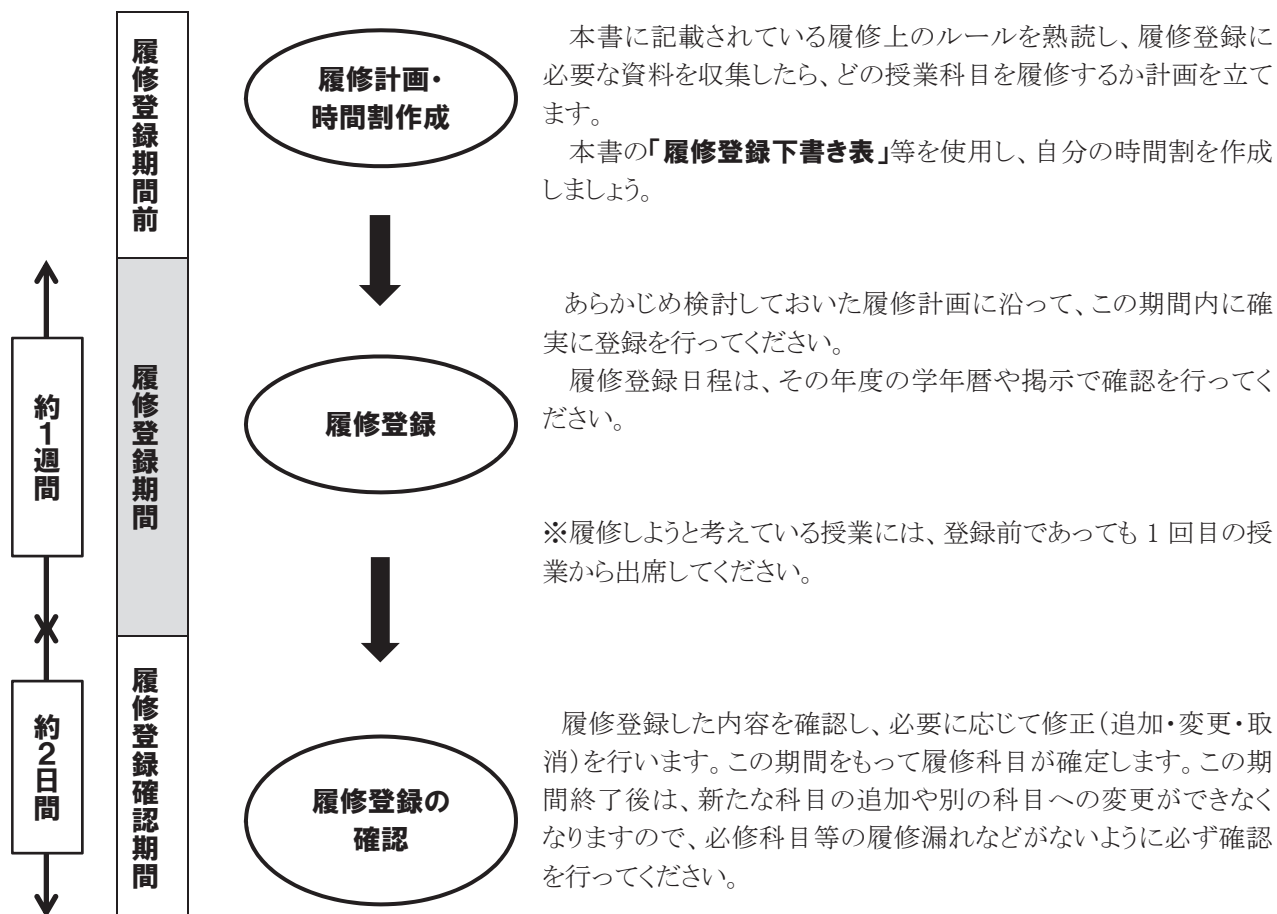 履修登録期間前
履修計画・
時間割作成
本書に記載されている履修上のルールを熟読し、履修登録に
必要な資料を収集したら、どの授業科目を履修するか計画を立て
ます。
本書の「履修登録下書き表」等を使用し、自分の時間割を作成
しましょう。
約1週間
履修登録期間
履修登録
あらかじめ検討しておいた履修計画に沿って、この期間内に確
実に登録を行ってください。
履修登録日程は、その年度の学年暦や掲示で確認を行ってく
ださい。
※履修しようと考えている授業には、登録前であっても 1 回目の授
業から出席してください。
約2日間
履修登録確認期間
履修登録の
確認
履修登録した内容を確認し、必要に応じて修正（追加・変更・取
消）を行います。この期間をもって履修科目が確定します。この期
間終了後は、新たな科目の追加や別の科目への変更ができなく
なりますので、必修科目等の履修漏れなどがないように必ず確認
を行ってください。